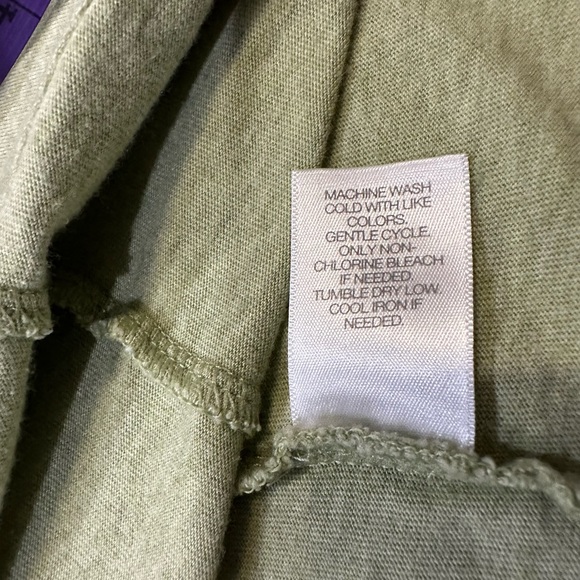 MACHINE WASH
COLD WITH LIKE
COLORS.
GENTLE CYCLE.
ONLY NON-
CHLORINE BLEACH
IF NEEDED.
TUMBLE DRY LOW.
COOL IRON IF
NEEDED.